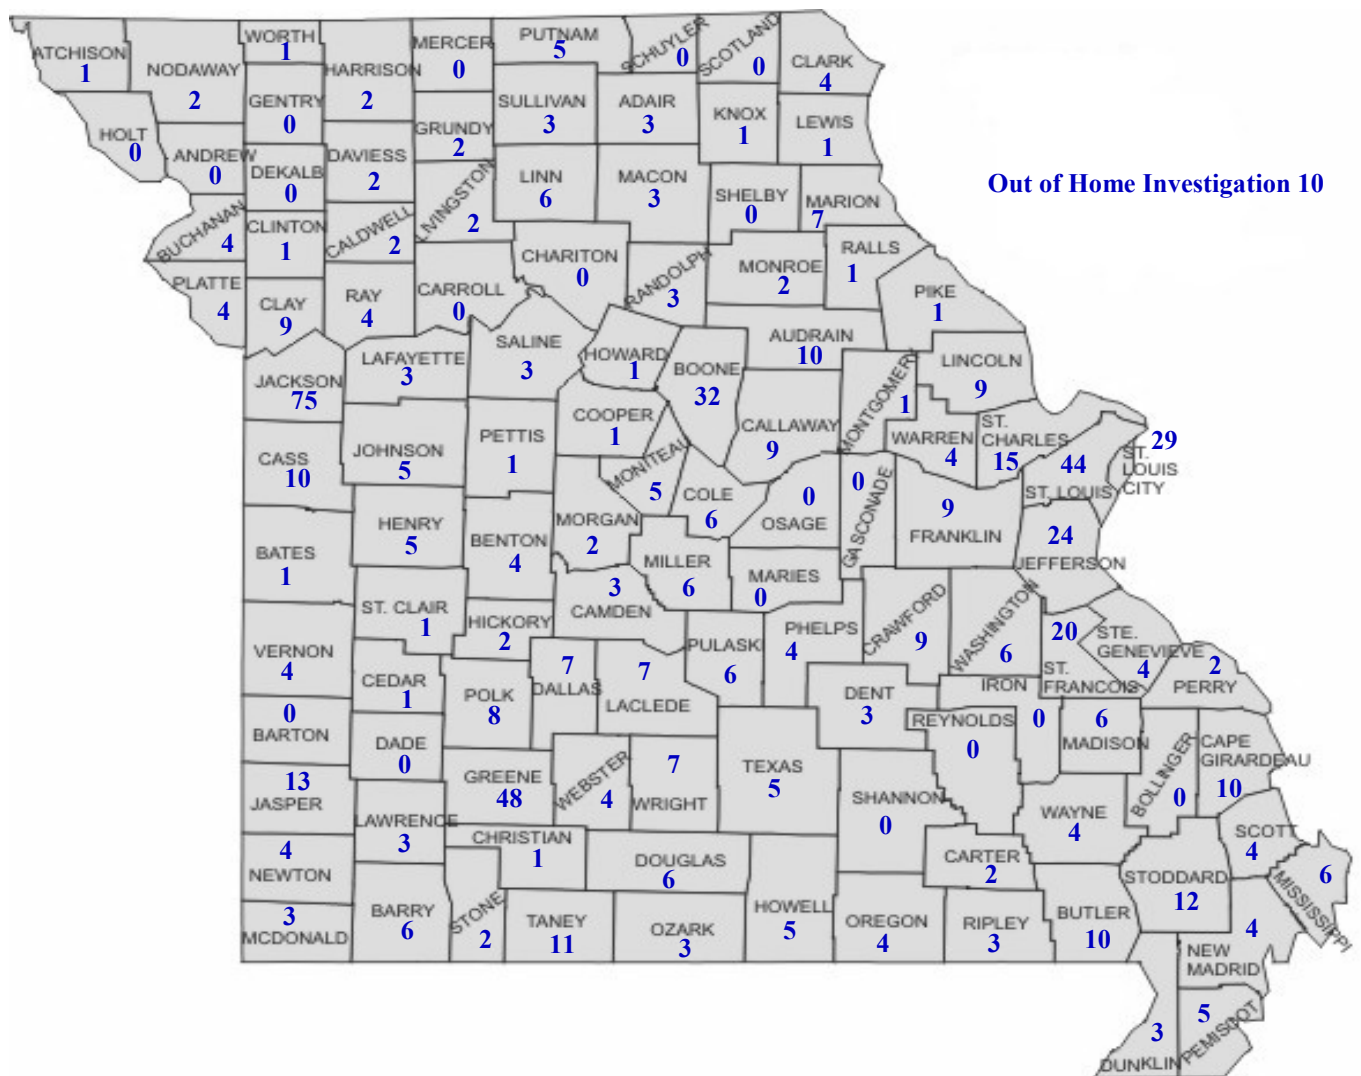 ATCHISON
1
NODAWAY
2
WORTH
1
HARRISON
2
MERCER
0
PUTNAM
5
SCHUYLER
0
SCOTLAND
0
CLARK
4
HOLT
0
ANDREW
0
GENTRY
0
DEKALB
0
DAVIESS
2
GRUNDY
2
SULLIVAN
3
ADAIR
3
KNOX
1
LEWIS
1
Out of Home Investigation 10
BUCHANAN
4
CLINTON
1
CALDWELL
2
LIVINGSTON
2
LINN
6
MACON
3
SHELBY
0
MARION
7
PLATTE
4
CLAY
9
RAY
4
CARROLL
0
CHARITON
0
RANDOLPH
3
MONROE
2
RALLS
1
PIKE
1
JACKSON
75
LAFAYETTE
3
SALINE
3
HOWARD
1
BOONE
32
AUDRAIN
10
MONTGOMERY
1
LINCOLN
9
CASS
10
JOHNSON
5
PETTIS
1
COOPER
1
MONITEAU
5
CALLAWAY
9
WARREN
4
ST.
CHARLES
15
44
ST. LOUIS
29
ST.
LOUIS
CITY
BATES
1
HENRY
5
BENTON
4
MORGAN
2
COLE
6
0
OSAGE
0
GASCONADE
9
FRANKLIN
24
JEFFERSON
ST. CLAIR
1
HICKORY
2
3
CAMDEN
MILLER
6
MARIES
0
VERNON
4
CEDAR
1
POLK
8
7
DALLAS
7
LACLEDE
PULASKI
6
PHELPS
4
CRAWFORD
9
WASHINGTON
6
20
ST.
FRANCOIS
STE.
GENEVIEVE
4
2
PERRY
0
BARTON
DADE
0
GREENE
48
WEBSTER
4
7
WRIGHT
TEXAS
5
DENT
3
REYNOLDS
0
IRON
0
6
MADISON
BOLLINGER
0
CAPE
GIRARDEAU
10
13
JASPER
LAWRENCE
3
CHRISTIAN
1
DOUGLAS
6
SHANNON
0
CARTER
2
WAYNE
4
SCOTT
4
6
MISSISSIPPI
4
NEWTON
3
MCDONALD
BARRY
6
STONE
2
TANEY
11
OZARK
3
HOWELL
5
OREGON
4
RIPLEY
3
BUTLER
10
STODDARD
12
4
NEW
MADRID
3
DUNKLIN
5
PEMISCOT